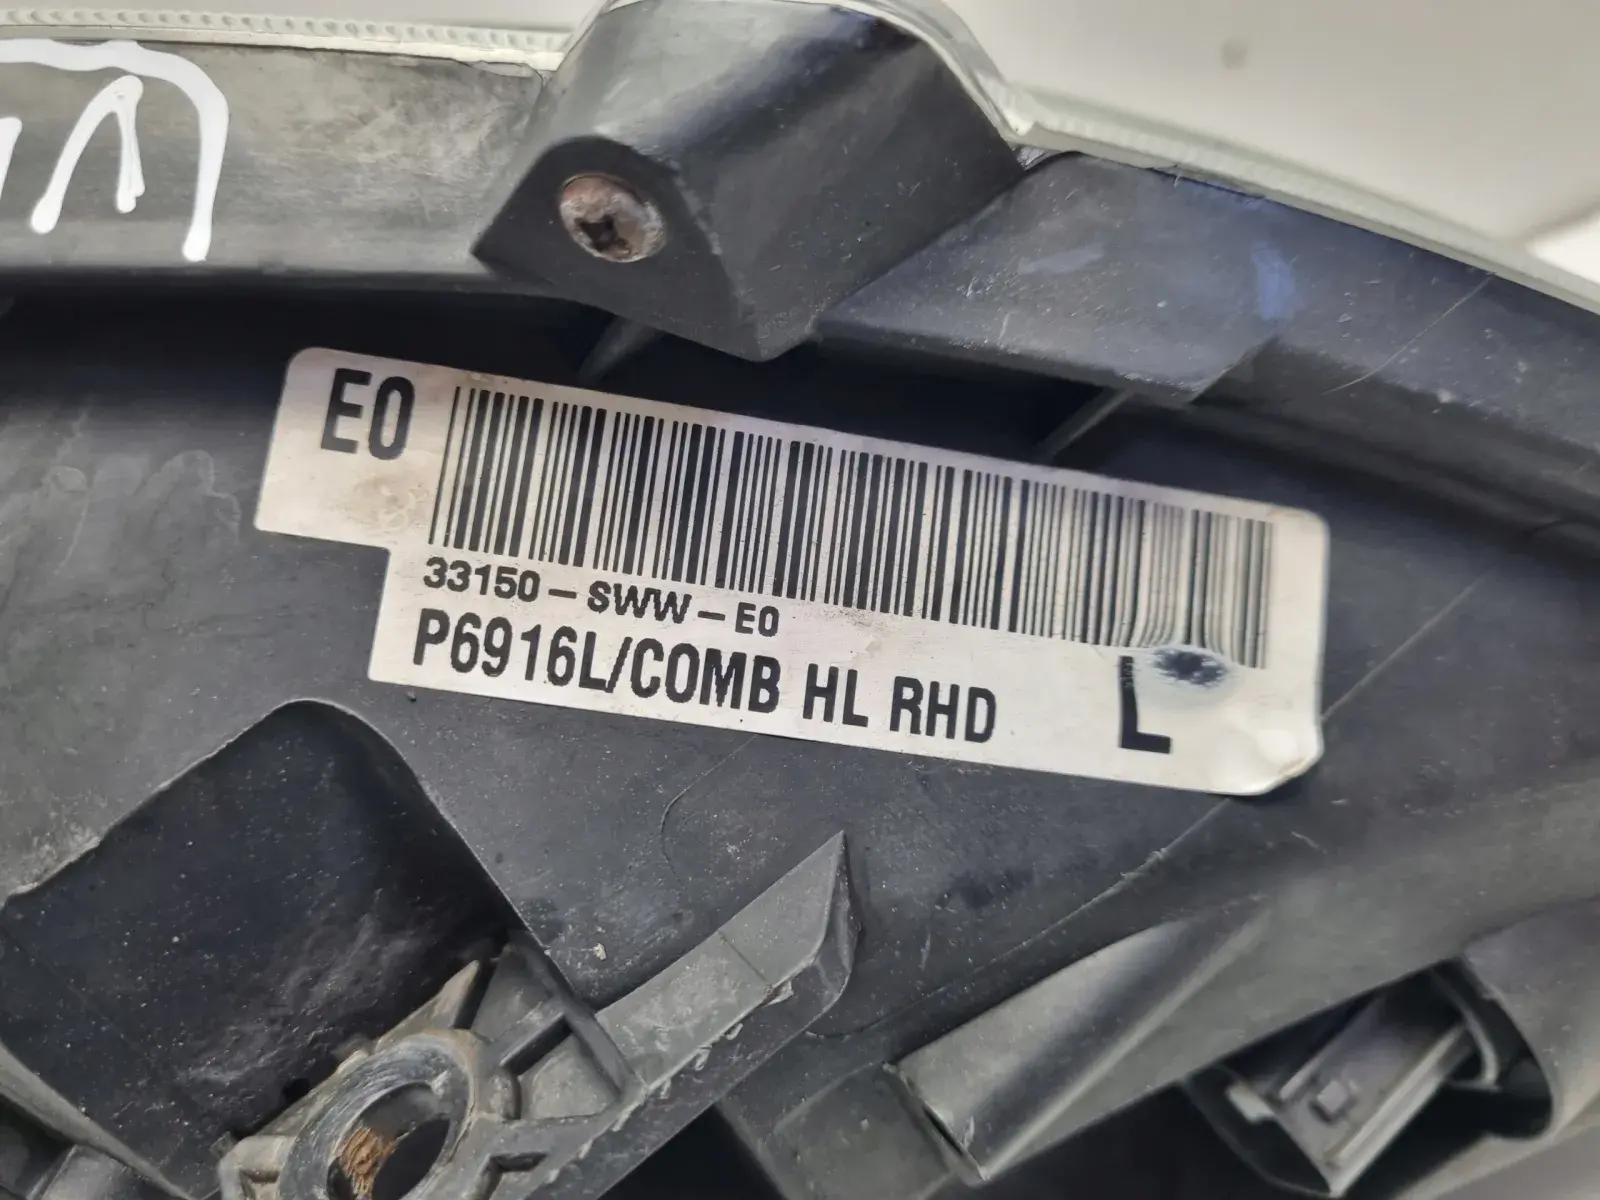 E0
33150-SWW-E0
P6916L/COMB HL RHD
L